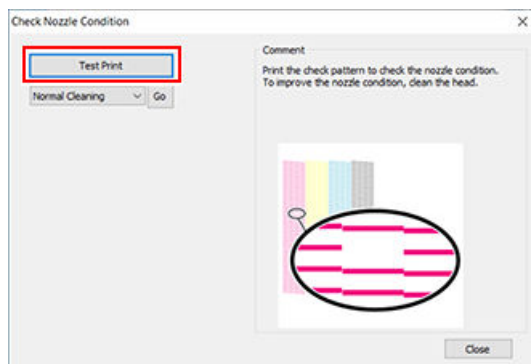 Check Nozzle Condition
Test Print
Normal Cleaning
Go
Comment
Print the check pattern to check the nozzle condition.
To improve the nozzle condition, clean the head.
Close